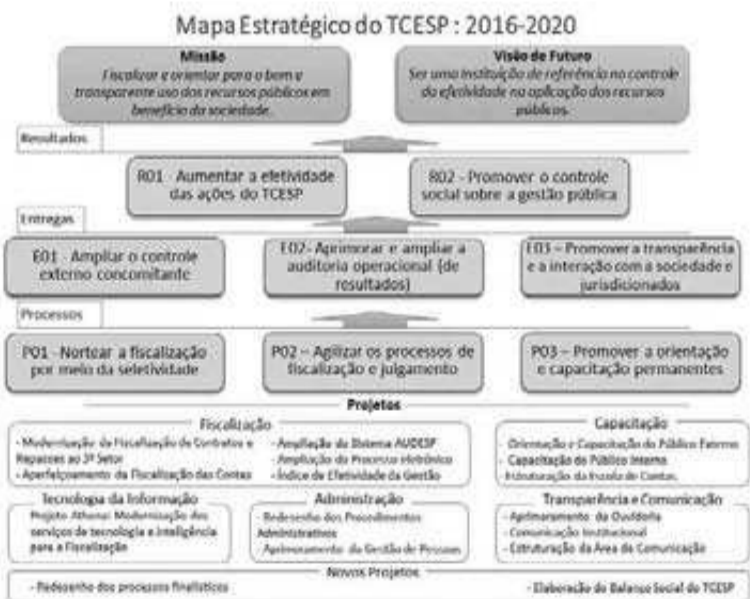 Mapa Estratégico do TCESP : 2016-2020
Missão
Fiscalizar e orientar para o bom e
transparente uso dos recursos públicos em
benefício da sociedade.
Visão de Futuro
Ser uma instituição de referência no controle
da efetividade na aplicação dos recursos
públicos.
Resultados
R01 - Aumentar a efetividade
das ações do TCESP
R02 - Promover o controle
social sobre a gestão pública
Entregas
E01 - Ampliar o controle
externo concomitante
E02- Aprimorar e ampliar a
auditoria operacional (de
resultados)
E03 – Promover a transparência
e a interação com a sociedade e
jurisdicionados
Processos
P01 - Nortear a fiscalização
por meio da seletividade
P02 – Agilizar os processos de
fiscalização e julgamento
P03 – Promover a orientação
e capacitação permanentes
Projetos
Fiscalização
- Modernização da Fiscalização de Contratos e
Repasses ao 3º Setor
- Aperfeiçoamento da Fiscalização das Contas
- Ampliação do Sistema AUDESP
- Ampliação do Processo eletrônico
- Índice de Efetividade da Gestão
Capacitação
- Orientação e Capacitação do Público Externo
- Capacitação do Público Interno
Estruturação da Escola de Contas
Tecnologia da Informação
Projeto Athena: Modernização dos
serviços de tecnologia e inteligência
para a Fiscalização
Administração
- Redesenho dos Procedimentos
Administrativos
- Aprimoramento da Gestão de Pessoas
Transparência e Comunicação
- Aprimoramento da Ouvidoria
- Comunicação Institucional
- Estruturação da Área de Comunicação
Novos Projetos
- Redesenho dos processos finalísticos
- Elaboração do Balanço Social do TCESP